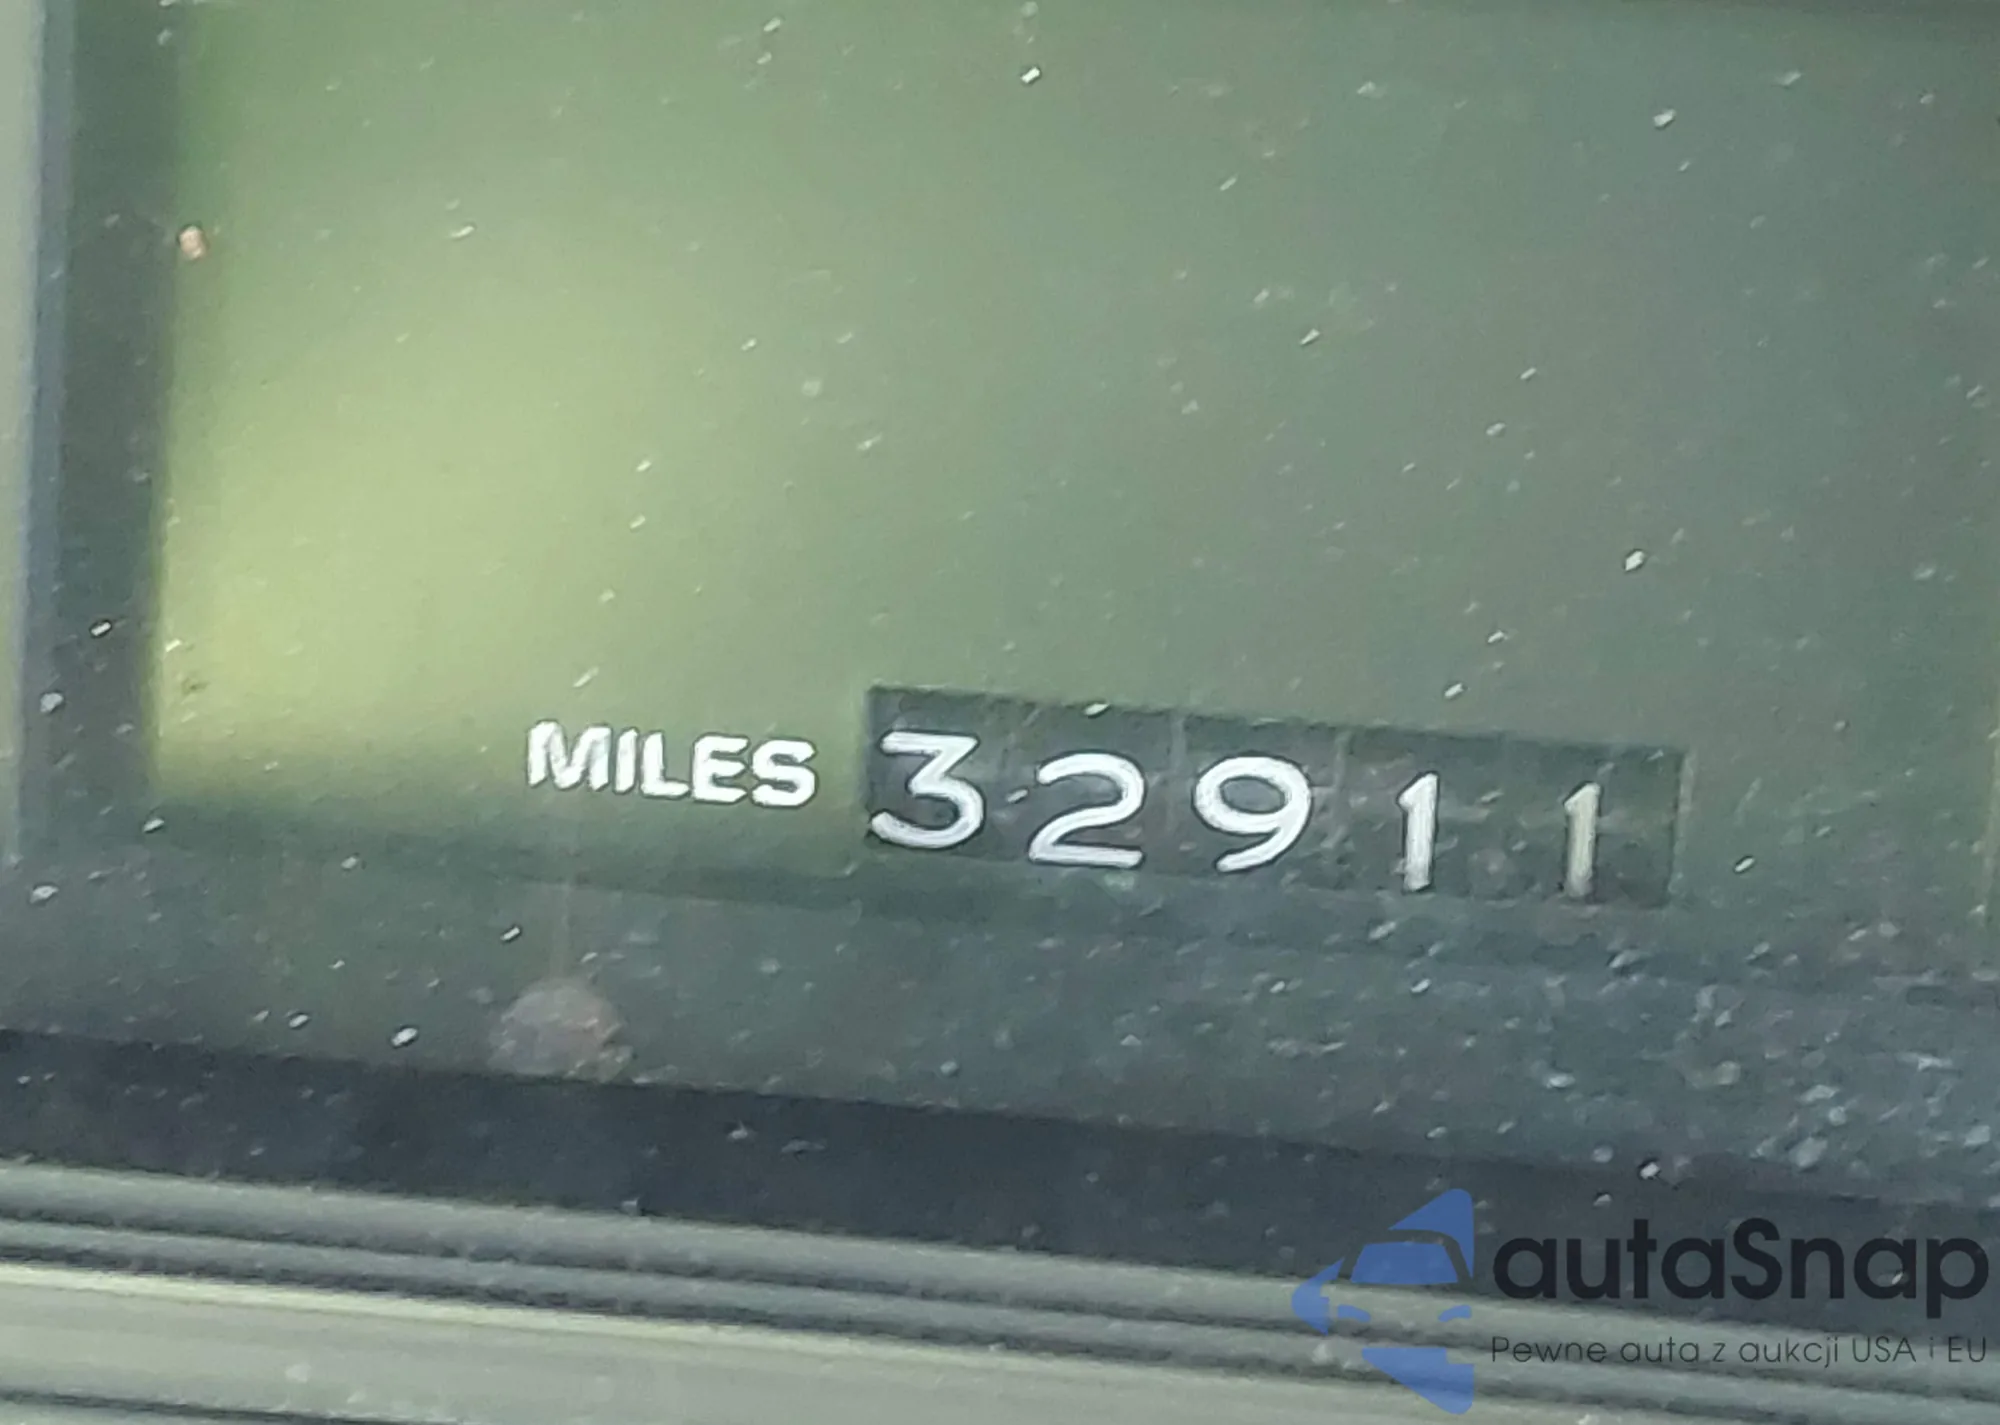 MILES 32911
autaSnap
Pewne auta z aukcji USA i EU